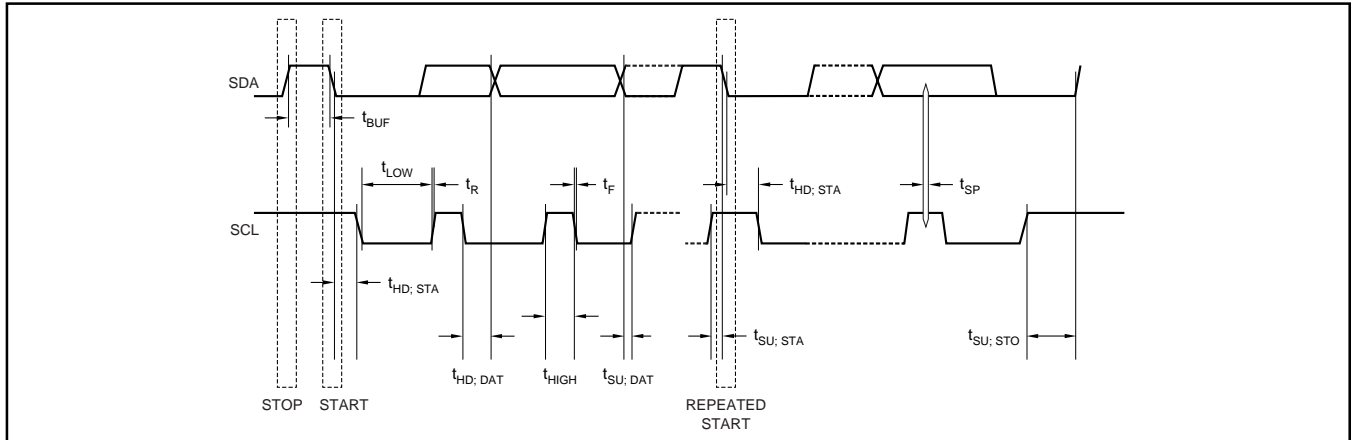 SDA
tBUF
tLOW
tR
tF
tHD; STA
tSP
SCL
tHD; STA
tSU; STA
tSU; STO
tHD; DAT
tHIGH
tSU; DAT
STOP
START
REPEATED
START